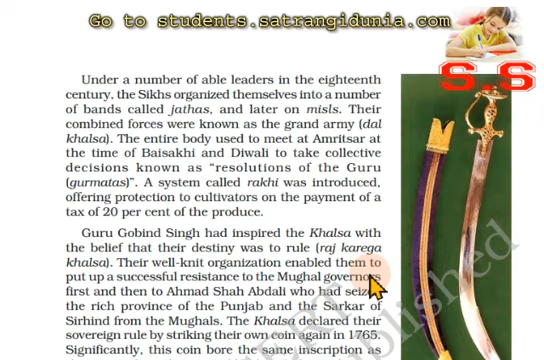 Go to students.satrangidunia.com
S.S
Under a number of able leaders in the eighteenth
century, the Sikhs organized themselves into a number
of bands called jathas, and later on misls. Their
combined forces were known as the grand army (dal
khalsa). The entire body used to meet at Amritsar at
the time of Baisakhi and Diwali to take collective
decisions known as “resolutions of the Guru
(gurmatas)”. A system called rakhi was introduced,
offering protection to cultivators on the payment of a
tax of 20 per cent of the produce.
Guru Gobind Singh had inspired the Khalsa with
the belief that their destiny was to rule (raj karega
khalsa). Their well-knit organization enabled them to
put up a successful resistance to the Mughal governors
first and then to Ahmad Shah Abdali who had seized
the rich province of the Punjab and the Sarkar of
Sirhind from the Mughals. The Khalsa declared their
sovereign rule by striking their own coin again in 1765.
Significantly, this coin bore the same inscription as